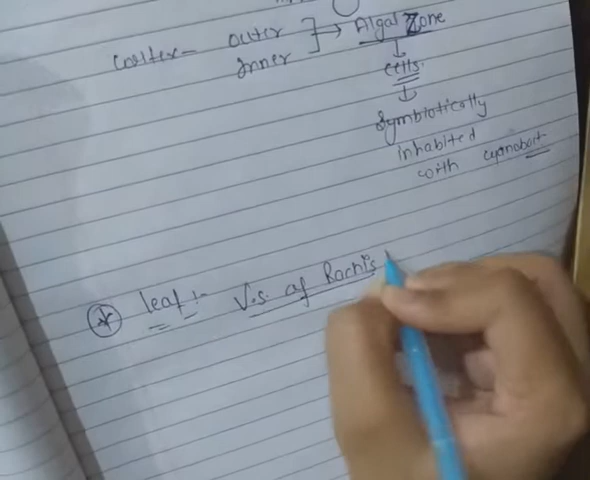 Cortex- outer ] → Algal Zone
inner
↓
cells
↓
Symbiotically
inhabited
with cyanobact-
* leaf:- V.S. of Rachis